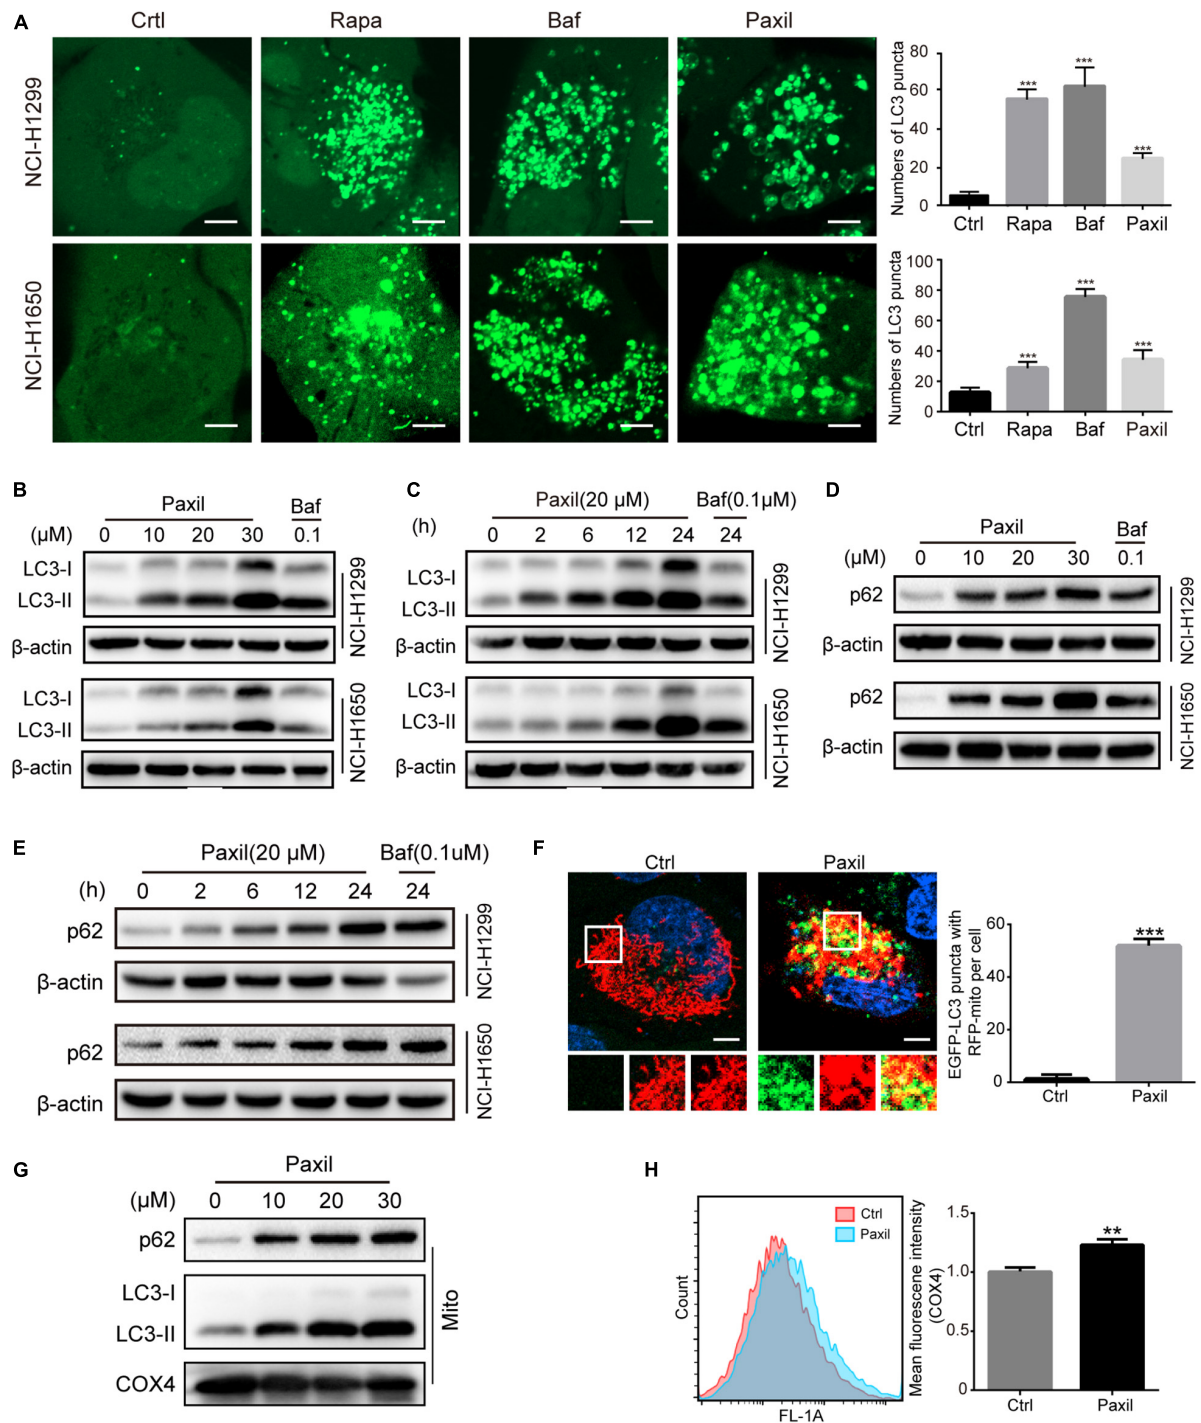 A
Crtl Rapa Baf Paxil
NCI-H1299
Numbers of LC3 puncta
80
60
40
20
0
***
***
***
Ctrl Rapa Baf Paxil
NCI-H1650
Numbers of LC3 puncta
100
80
60
40
20
0
***
***
***
Ctrl Rapa Baf Paxil
B
Paxil Baf
(μM) 0 10 20 30 0.1
LC3-I
LC3-II
β-actin
NCI-H1299
LC3-I
LC3-II
β-actin
NCI-H1650
C
Paxil(20 μM) Baf(0.1μM)
(h) 0 2 6 12 24 24
LC3-I
LC3-II
β-actin
NCI-H1299
LC3-I
LC3-II
β-actin
NCI-H1650
D
Paxil Baf
(μM) 0 10 20 30 0.1
p62
β-actin
NCI-H1299
p62
β-actin
NCI-H1650
E
Paxil(20 μM) Baf(0.1uM)
(h) 0 2 6 12 24 24
p62
β-actin
NCI-H1299
p62
β-actin
NCI-H1650
F
Ctrl Paxil
EGFP-LC3 puncta with
RFP-mito per cell
60
40
20
0
***
Ctrl Paxil
G
Paxil
(μM) 0 10 20 30
p62
LC3-I
LC3-II
COX4
Mito
H
Ctrl
Paxil
Count
FL-1A
Mean fluorescene intensity
(COX4)
1.5
1.0
0.5
0
**
Ctrl Paxil